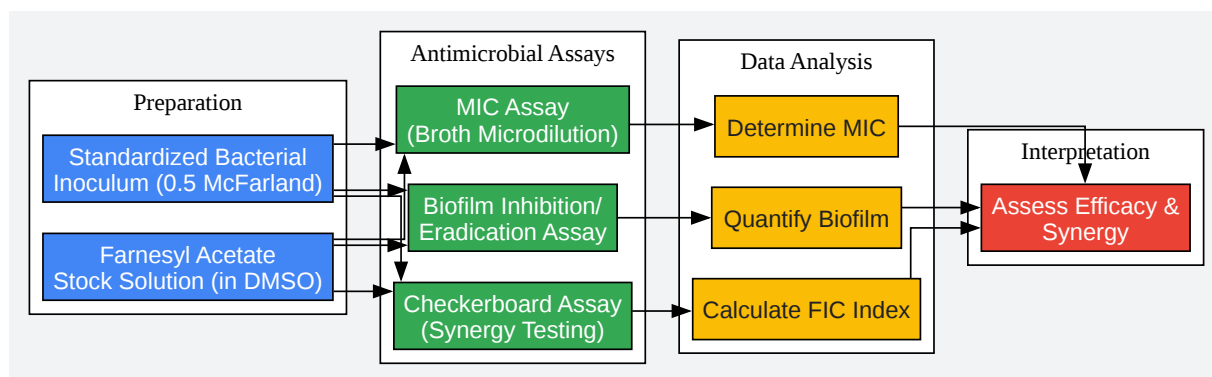 Preparation
Standardized Bacterial
Inoculum (0.5 McFarland)
Farnesyl Acetate
Stock Solution (in DMSO)
Antimicrobial Assays
MIC Assay
(Broth Microdilution)
Biofilm Inhibition/
Eradication Assay
Checkerboard Assay
(Synergy Testing)
Data Analysis
Determine MIC
Quantify Biofilm
Calculate FIC Index
Interpretation
Assess Efficacy &
Synergy